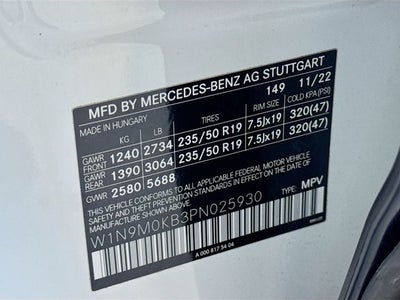 MFD BY MERCEDES-BENZ AG STUTTGART
MADE IN HUNGARY 149 11/22
KG LB TIRES RIM SIZE COLD KPA(PSI)
GAWR FRONT 1240 2734 235/50 R19 7.5Jx19 320(47)
GAWR REAR 1390 3064 235/50 R19 7.5Jx19 320(47)
GVWR 2580 5688
THIS VEHICLE CONFORMS TO ALL APPLICABLE FEDERAL MOTOR VEHICLE
SAFETY AND THEFT PREVENTION STANDARDS IN EFFECT ON THE DATE OF MANUFACTURE SHOWN ABOVE.
W1N9M0KB3PN025930 TYPE: MPV
A 000 817 54 04